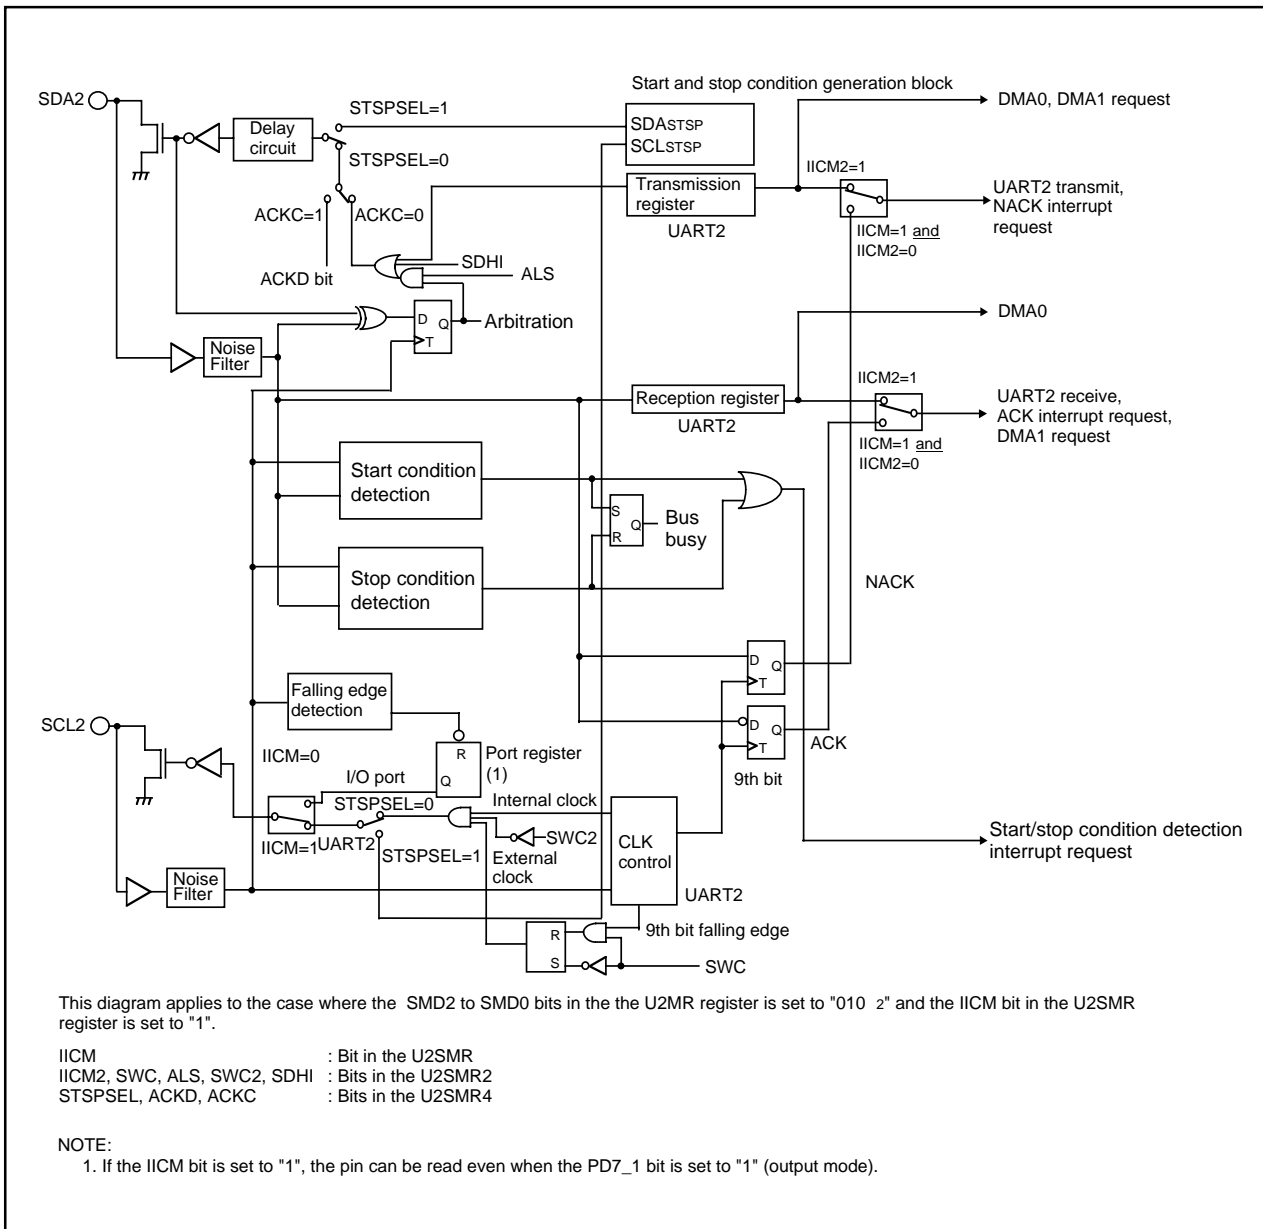 Start and stop condition generation block
SDA2
STSPSEL=1
DMA0, DMA1 request
Delay
circuit
SDASTSP
SCLSTSP
STSPSEL=0
IICM2=1
Transmission
register
UART2 transmit,
NACK interrupt
request
ACKC=1
ACKC=0
UART2
IICM=1 and
IICM2=0
SDHI
ACKD bit
ALS
D
Q
T
Arbitration
DMA0
Noise
Filter
IICM2=1
Reception register
UART2
UART2 receive,
ACK interrupt request,
DMA1 request
IICM=1 and
IICM2=0
Start condition
detection
S
Q
R
Bus
busy
Stop condition
detection
NACK
D
Q
T
Falling edge
detection
SCL2
D
Q
T
ACK
9th bit
R
Q
Port register
(1)
IICM=0
I/O port
STSPSEL=0
Internal clock
SWC2
IICM=1
UART2
STSPSEL=1
External
clock
CLK
control
UART2
Start/stop condition detection
interrupt request
Noise
Filter
R
S
9th bit falling edge
SWC
This diagram applies to the case where the SMD2 to SMD0 bits in the the U2MR register is set to "010 2" and the IICM bit in the U2SMR
register is set to "1".
IICM : Bit in the U2SMR
IICM2, SWC, ALS, SWC2, SDHI : Bits in the U2SMR2
STSPSEL, ACKD, ACKC : Bits in the U2SMR4
NOTE:
1. If the IICM bit is set to "1", the pin can be read even when the PD7_1 bit is set to "1" (output mode).